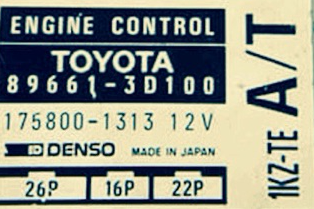 ENGINE CONTROL
TOYOTA
89661-3D100
175800-1313 12V
DENSO MADE IN JAPAN
26P 16P 22P
1KZ-TE A/T